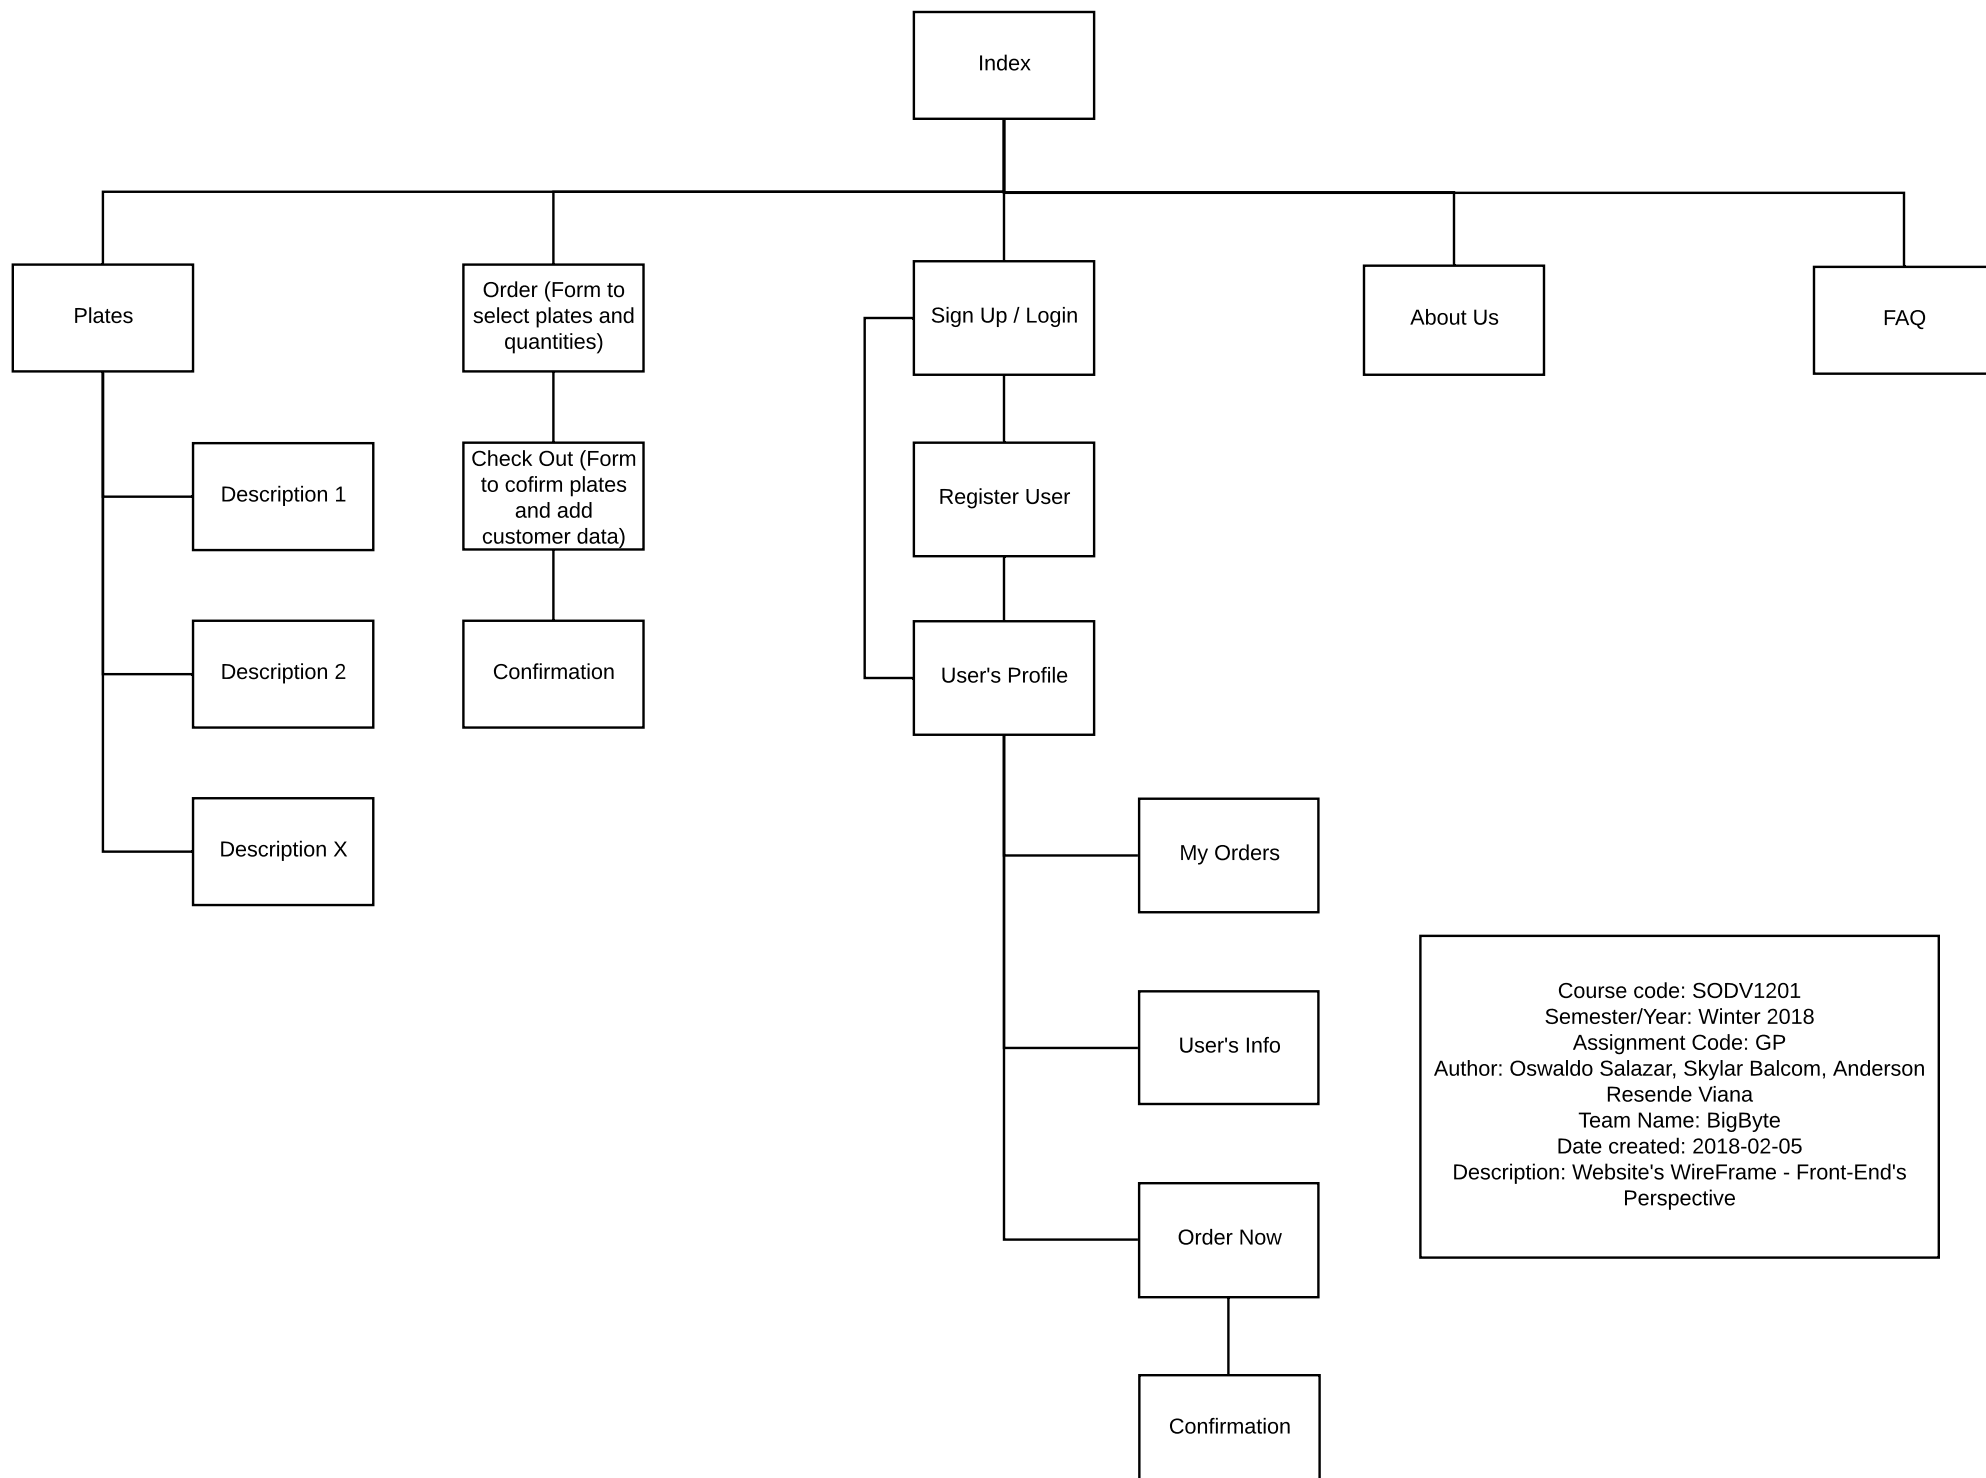 Index
Plates
Order (Form to
select plates and
quantities)
Sign Up / Login
About Us
FAQ
Description 1
Check Out (Form
to cofirm plates
and add
customer data)
Register User
Description 2
Confirmation
User's Profile
Description X
My Orders
User's Info
Order Now
Confirmation
Course code: SODV1201
Semester/Year: Winter 2018
Assignment Code: GP
Author: Oswaldo Salazar, Skylar Balcom, Anderson
Resende Viana
Team Name: BigByte
Date created: 2018-02-05
Description: Website's WireFrame - Front-End's
Perspective